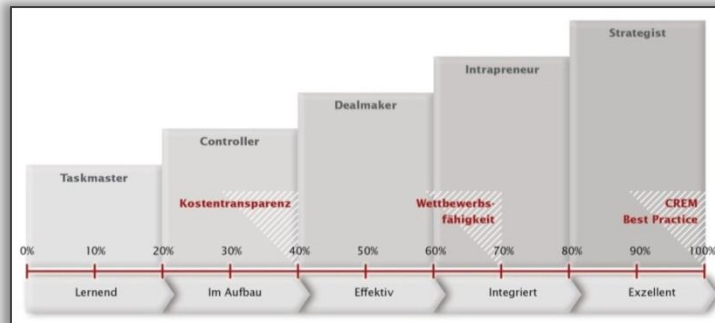 Strategist
Intrapreneur
Dealmaker
Controller
Taskmaster
Kostentransparenz
Wettbewerbs-
fähigkeit
CREM
Best Practice
0% 10% 20% 30% 40% 50% 60% 70% 80% 90% 100%
Lernend Im Aufbau Effektiv Integriert Exzellent